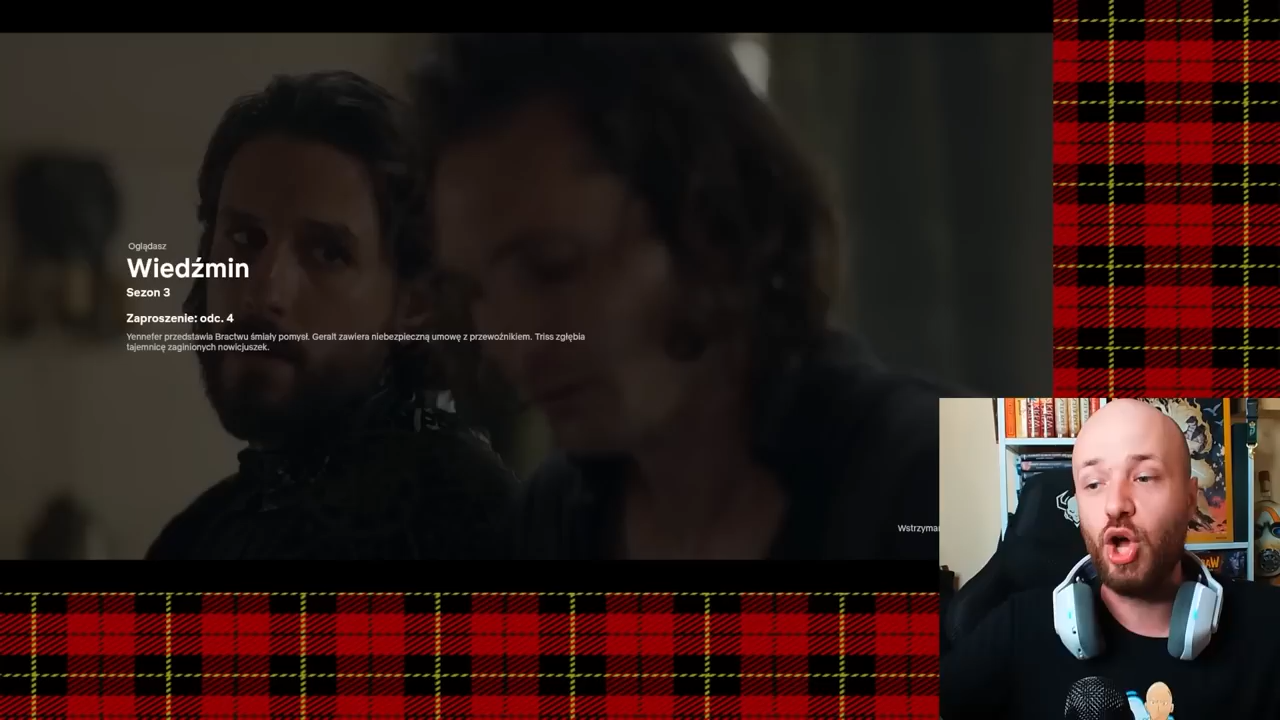 Oglądasz
Wiedźmin
Sezon 3
Zaproszenie: odc. 4
Yennefer przedstawia Bractwu śmiały pomysł. Geralt zawiera niebezpieczną umowę z przewoźnikiem. Triss zgłębia
tajemnicę zaginionych nowicjuszek.